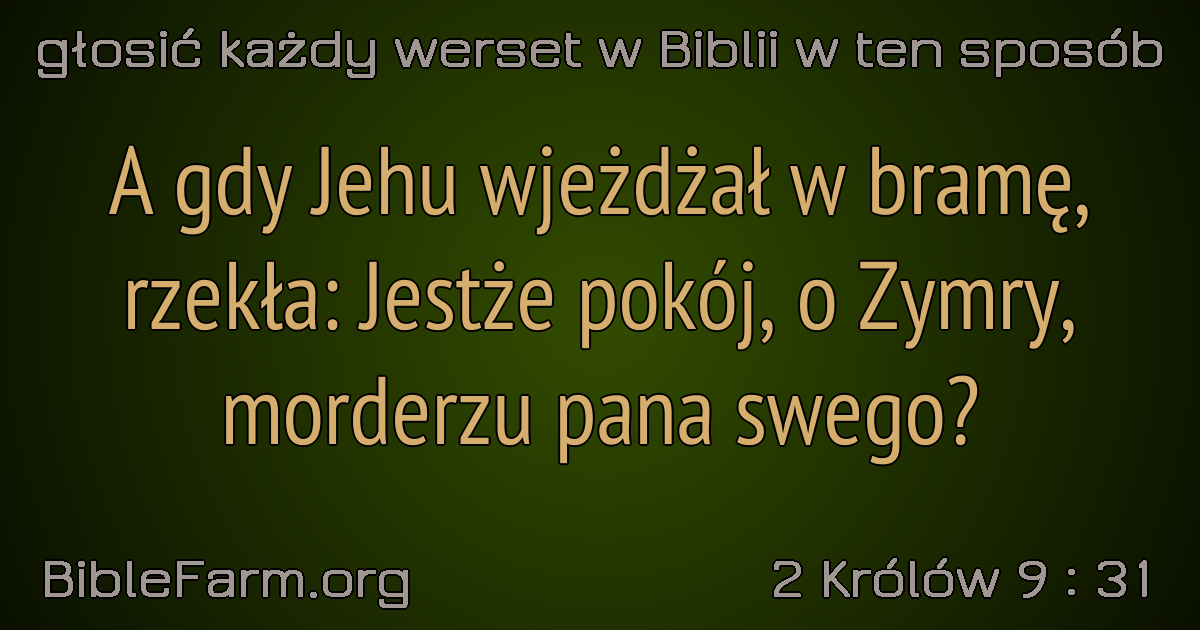 głosić każdy werset w Biblii w ten sposób
A gdy Jehu wjeżdżał w bramę,
rzekła: Jestże pokój, o Zymry,
morderzu pana swego?
BibleFarm.org
2 Królów 9 : 31